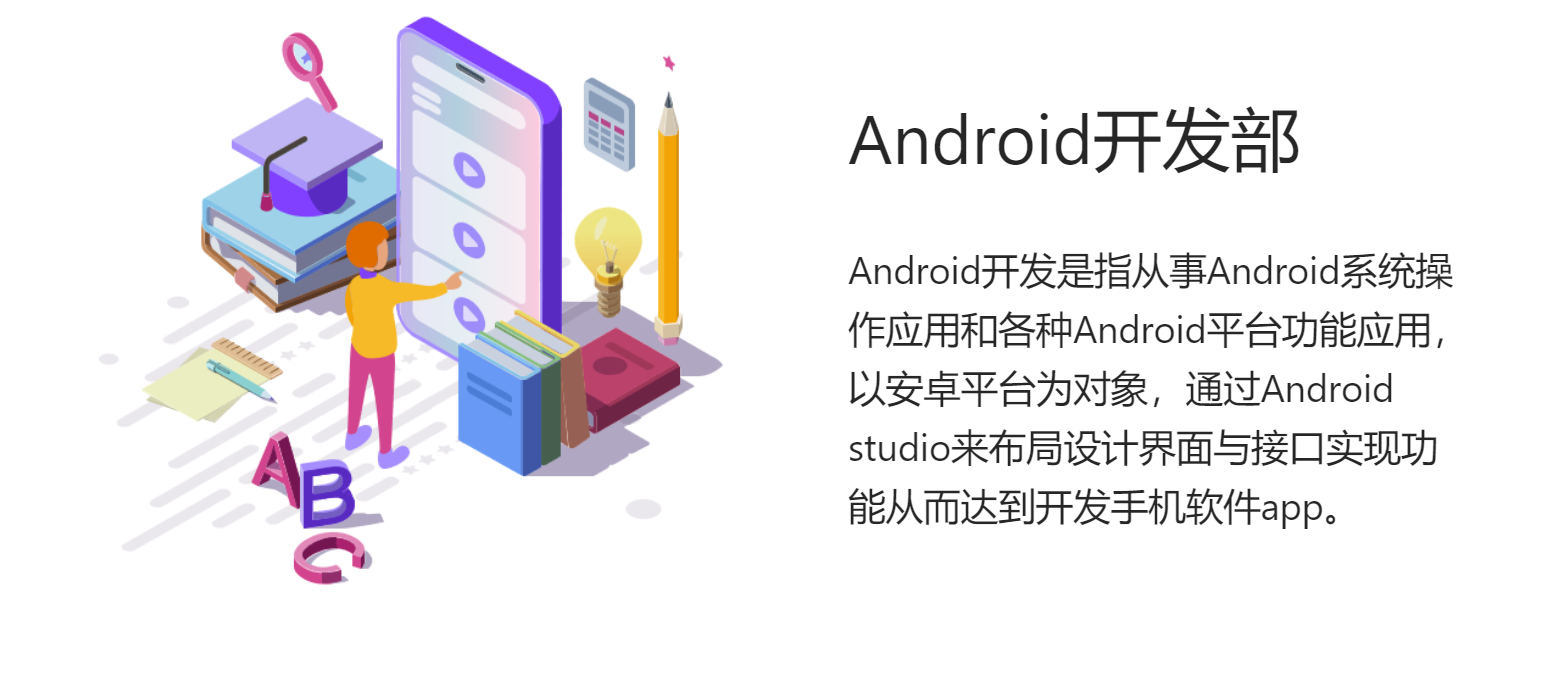 Android开发部
Android开发是指从事Android系统操
作应用和各种Android平台功能应用，
以安卓平台为对象，通过Android
studio来布局设计界面与接口实现功
能从而达到开发手机软件app。
A
B
C